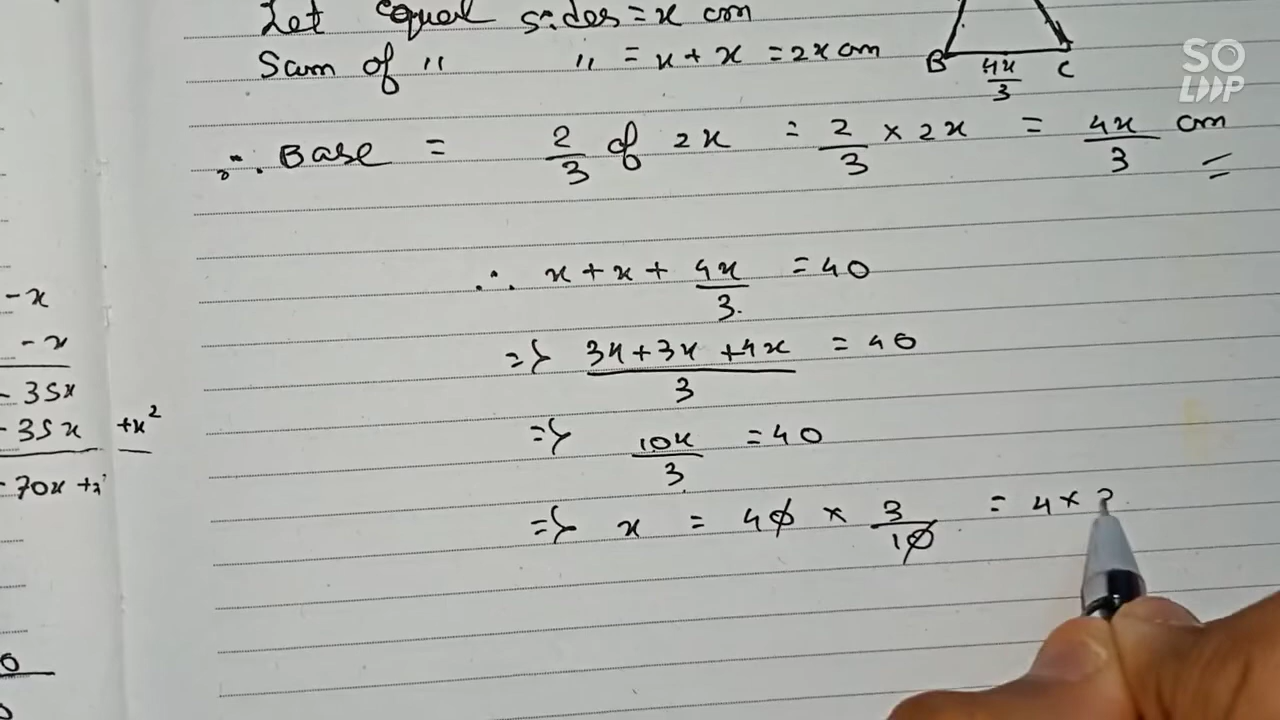 Let equal sides = x cm
Sum of " " = x + x = 2x cm
B 4x/3 C
SO LOOP
∴ Base = 2/3 of 2x = 2/3 × 2x = 4x/3 cm
∴ x + x + 4x/3 = 40
=> 3x + 3x + 4x / 3 = 40
=> 10x/3 = 40
=> x = 40 × 3/10 = 4 ×
- x
- x
- 35x
- 35x + x²
- 70x +
0